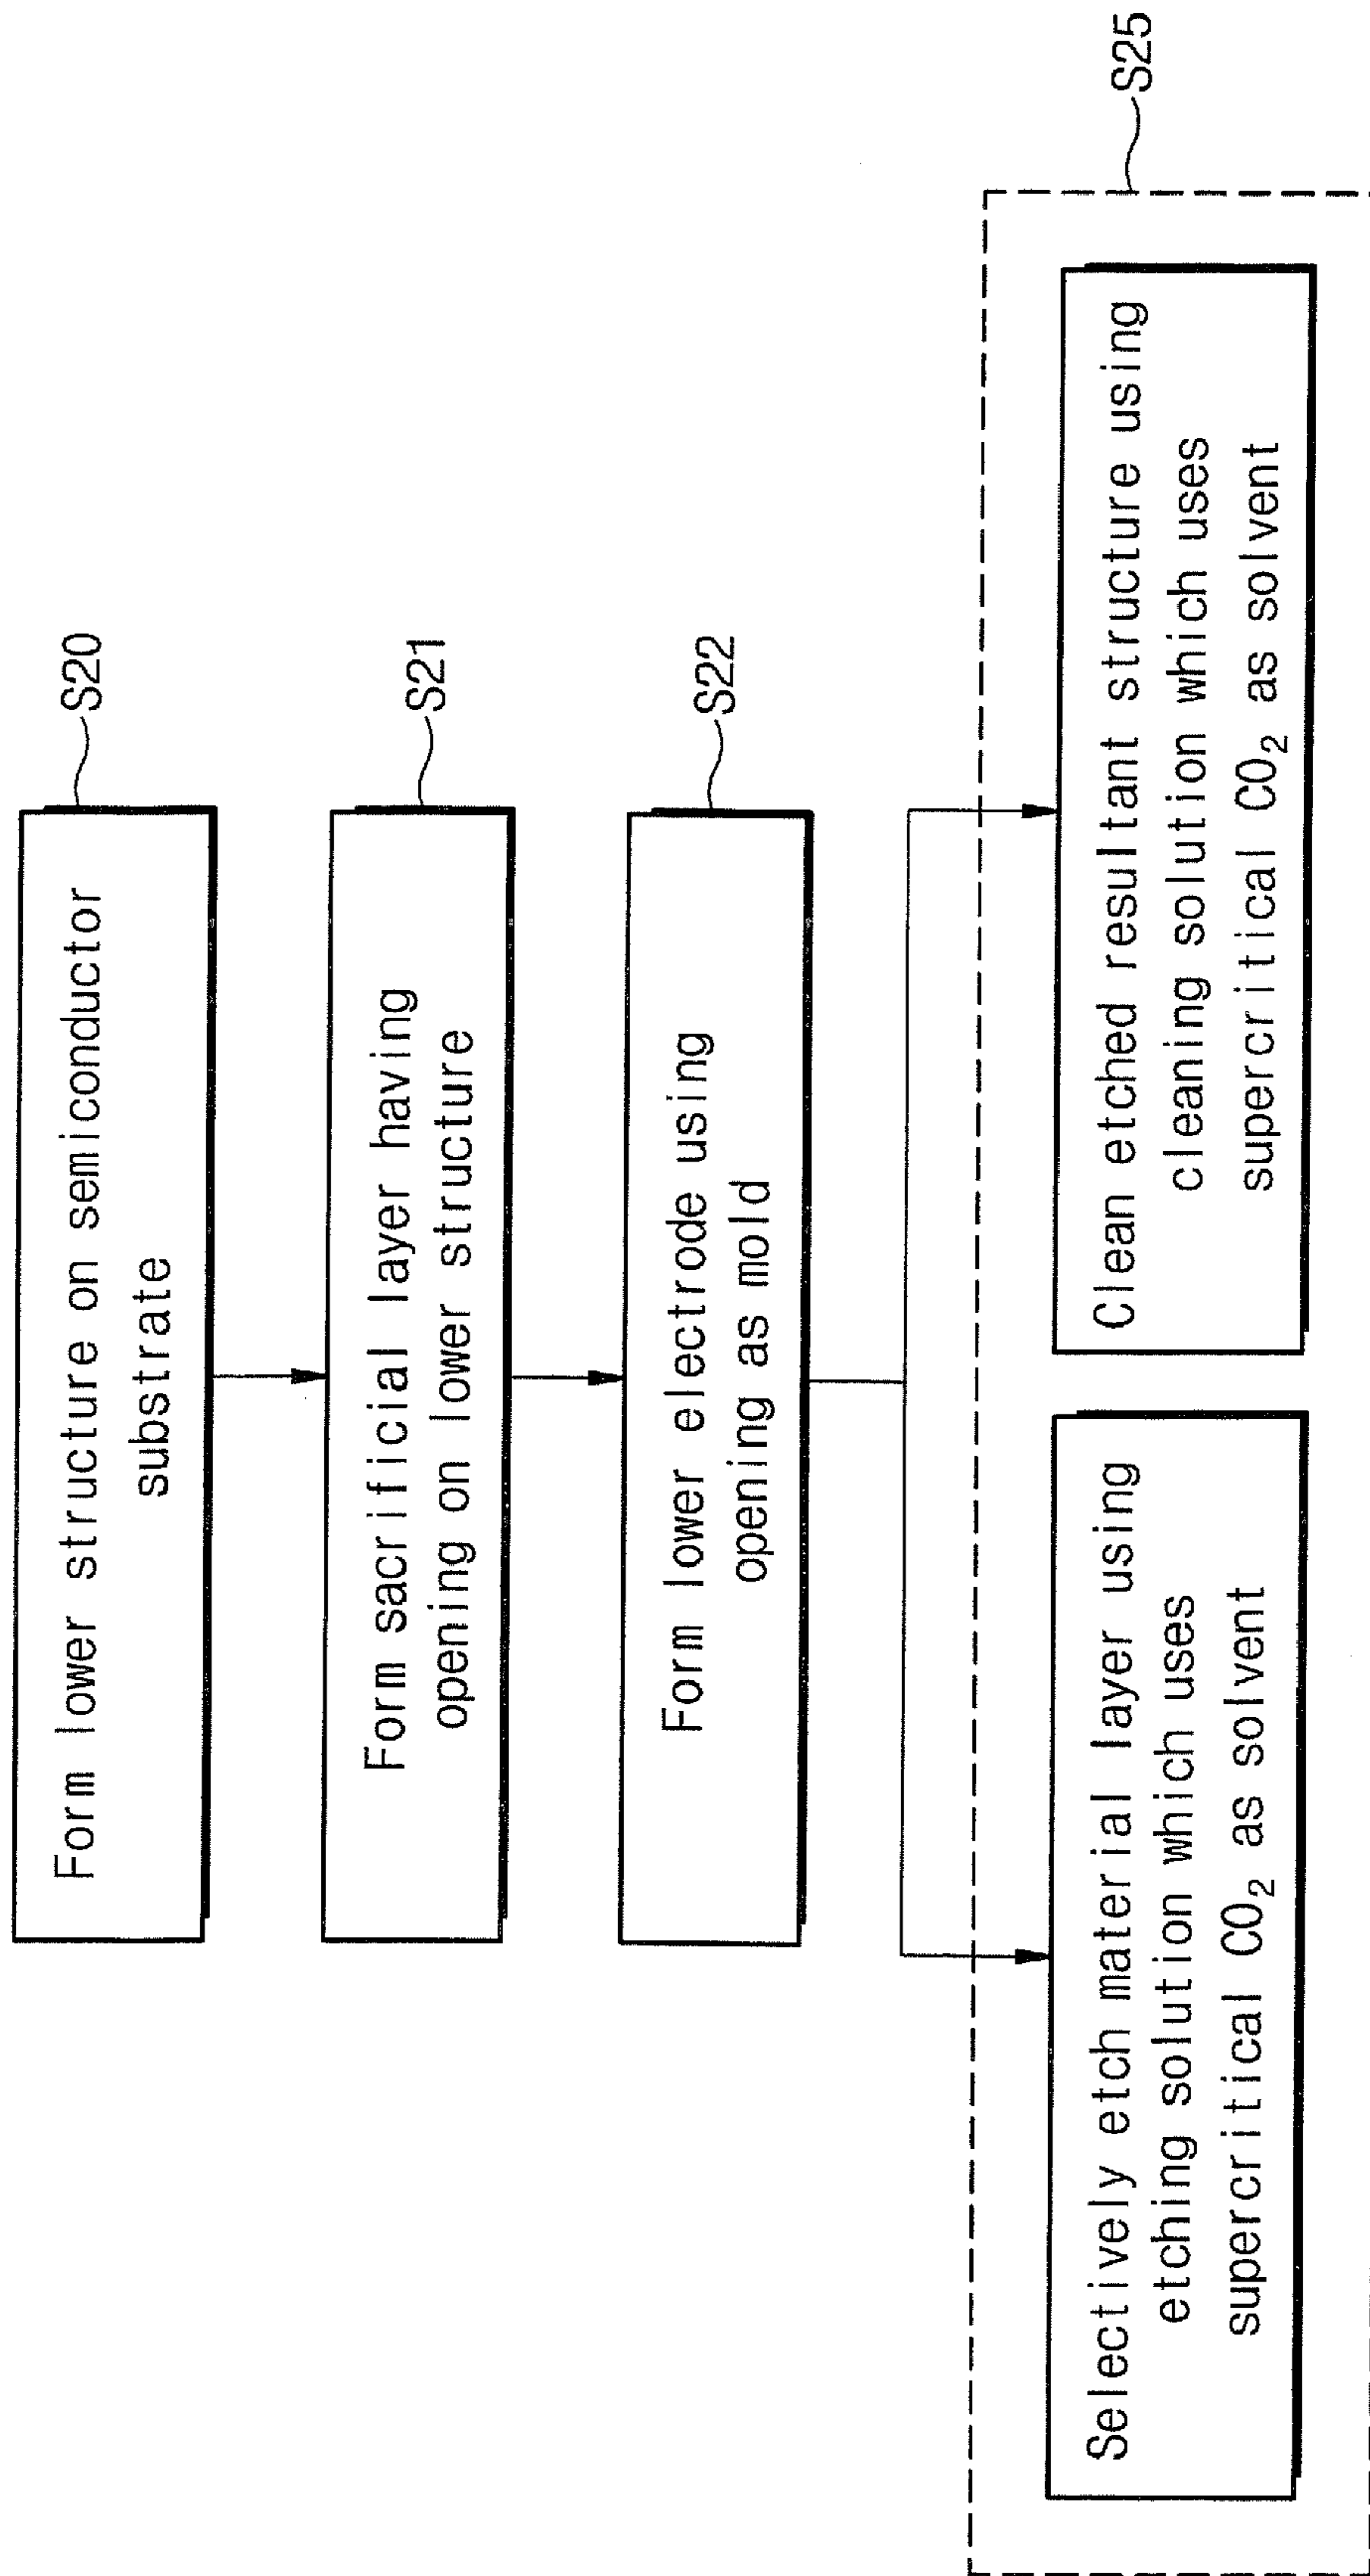 S20
Form lower structure on semiconductor
substrate
S21
Form sacrificial layer having
opening on lower structure
S22
Form lower electrode using
opening as mold
S25
Selectively etch material layer using
etching solution which uses
supercritical CO₂ as solvent
Clean etched resultant structure using
cleaning solution which uses
supercritical CO₂ as solvent